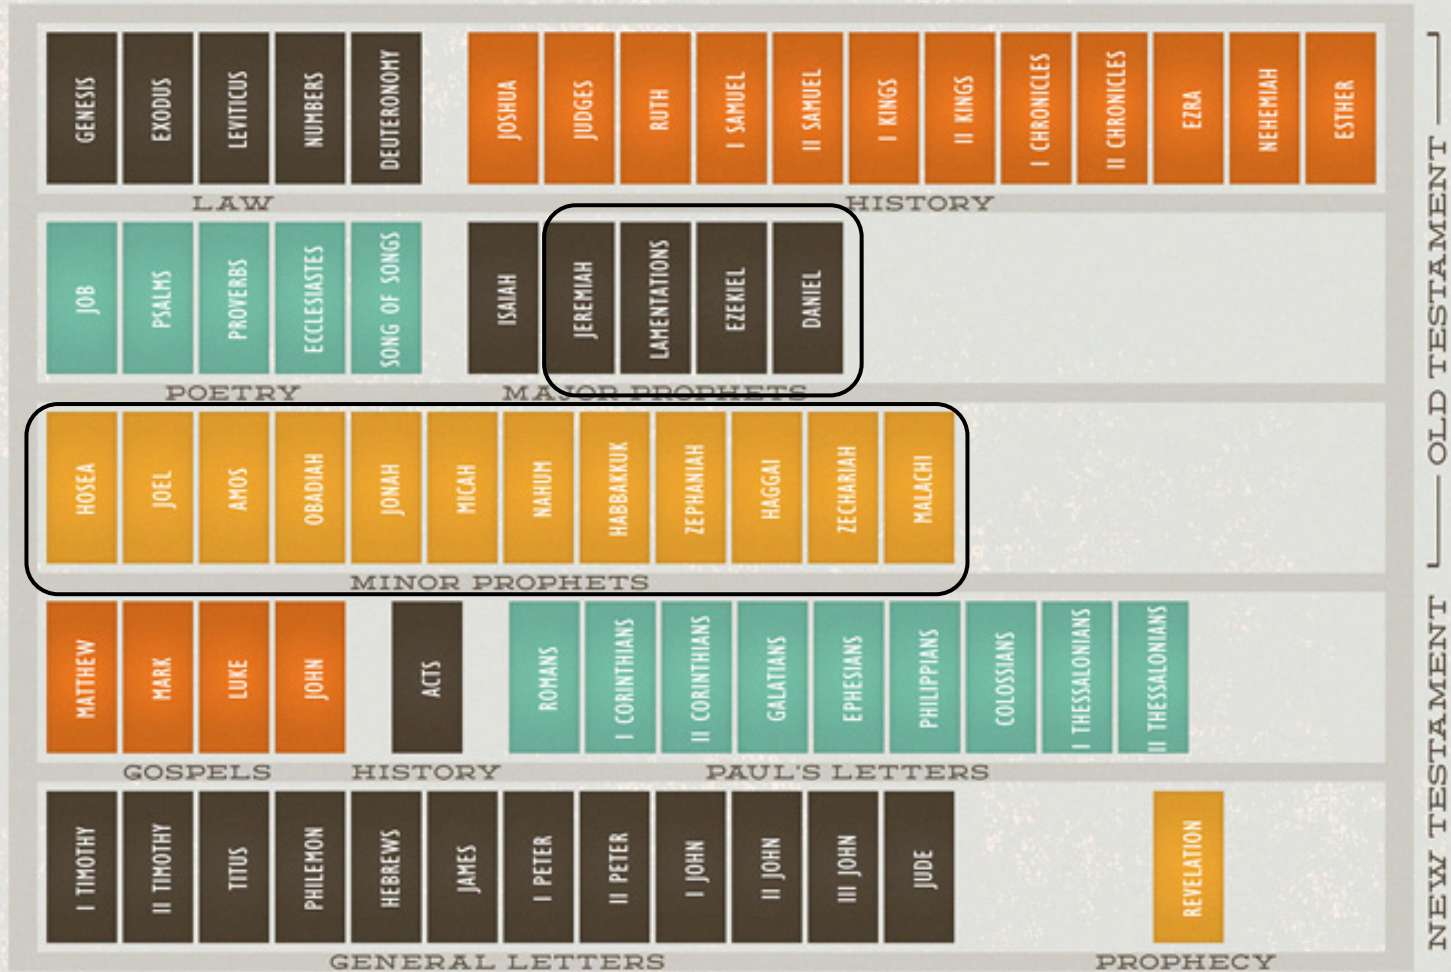 GENESIS
EXODUS
LEVITICUS
NUMBERS
DEUTERONOMY
LAW
JOSHUA
JUDGES
RUTH
I SAMUEL
II SAMUEL
I KINGS
II KINGS
I CHRONICLES
II CHRONICLES
EZRA
NEHEMIAH
ESTHER
HISTORY
JOB
PSALMS
PROVERBS
ECCLESIASTES
SONG OF SONGS
POETRY
ISAIAH
JEREMIAH
LAMENTATIONS
EZEKIEL
DANIEL
MAJOR PROPHETS
HOSEA
JOEL
AMOS
OBADIAH
JONAH
MICAH
NAHUM
HABBAKKUK
ZEPHANIAH
HAGGAI
ZECHARIAH
MALACHI
MINOR PROPHETS
OLD TESTAMENT
MATTHEW
MARK
LUKE
JOHN
GOSPELS
ACTS
HISTORY
ROMANS
I CORINTHIANS
II CORINTHIANS
GALATIANS
EPHESIANS
PHILIPPIANS
COLOSSIANS
I THESSALONIANS
II THESSALONIANS
PAUL'S LETTERS
I TIMOTHY
II TIMOTHY
TITUS
PHILEMON
HEBREWS
JAMES
I PETER
II PETER
I JOHN
II JOHN
III JOHN
JUDE
GENERAL LETTERS
REVELATION
PROPHECY
NEW TESTAMENT